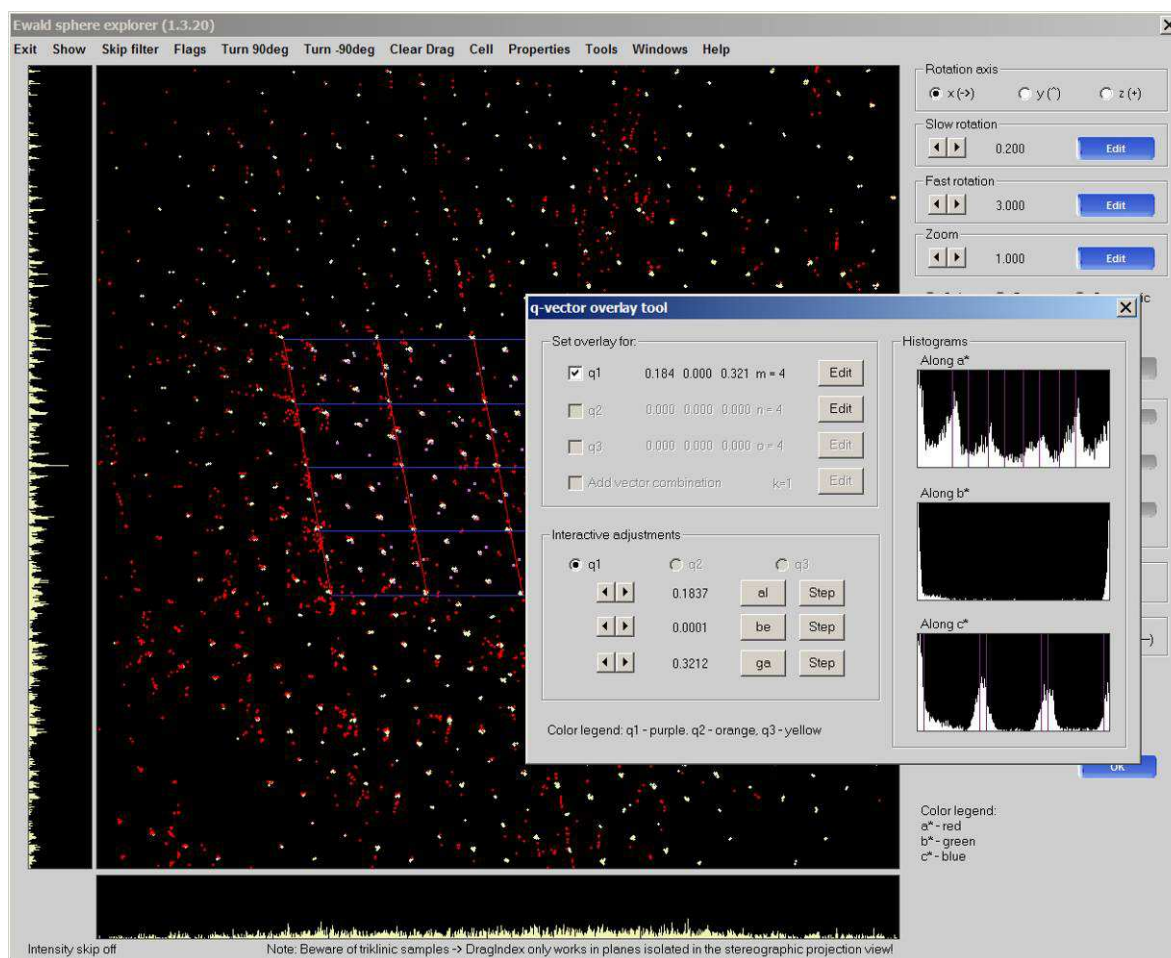 Ewald sphere explorer (1.3.20)
Exit Show Skip filter Flags Turn 90deg Turn -90deg Clear Drag Cell Properties Tools Windows Help
Rotation axis
x (->) y (^) z (+)
Slow rotation
0.200 Edit
Fast rotation
3.000 Edit
Zoom
1.000 Edit
q-vector overlay tool
Set overlay for:
q1 0.184 0.000 0.321 m = 4 Edit
q2 0.000 0.000 0.000 n = 4 Edit
q3 0.000 0.000 0.000 o = 4 Edit
Add vector combination k=1 Edit
Interactive adjustments
q1 q2 q3
0.1837 al Step
0.0001 be Step
0.3212 ga Step
Color legend: q1 - purple. q2 - orange, q3 - yellow
Histograms
Along a*
Along b*
Along c*
OK
Color legend:
a* - red
b* - green
c* - blue
Intensity skip off
Note: Beware of triklinic samples -> DragIndex only works in planes isolated in the stereographic projection view!